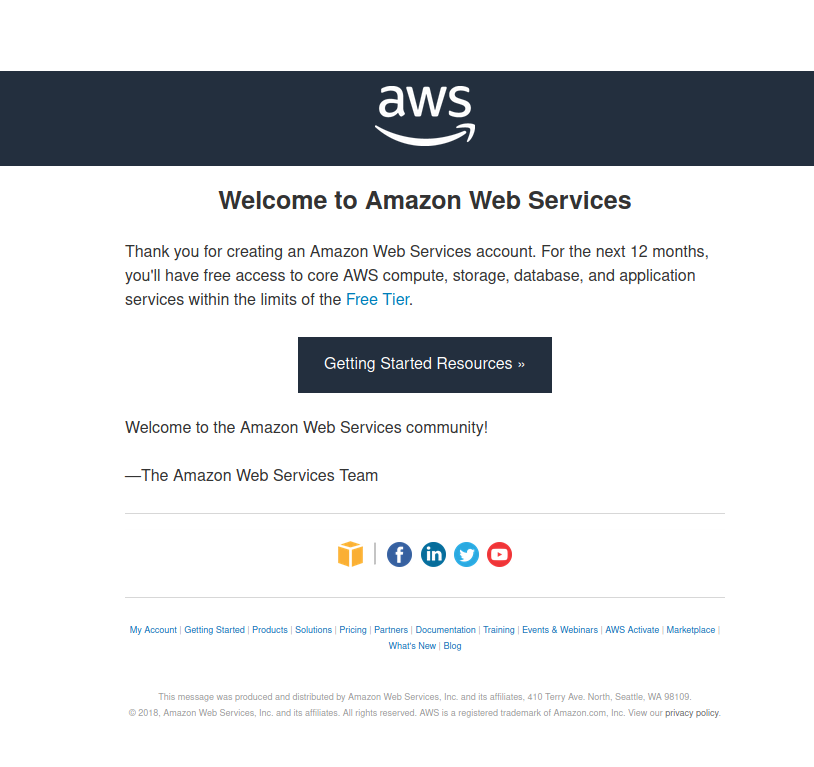 aws
Welcome to Amazon Web Services
Thank you for creating an Amazon Web Services account. For the next 12 months,
you'll have free access to core AWS compute, storage, database, and application
services within the limits of the Free Tier.
Getting Started Resources »
Welcome to the Amazon Web Services community!
—The Amazon Web Services Team
f in
My Account | Getting Started | Products | Solutions | Pricing | Partners | Documentation | Training | Events & Webinars | AWS Activate | Marketplace |
What's New | Blog
This message was produced and distributed by Amazon Web Services, Inc. and its affiliates, 410 Terry Ave. North, Seattle, WA 98109.
© 2018, Amazon Web Services, Inc. and its affiliates. All rights reserved. AWS is a registered trademark of Amazon.com, Inc. View our privacy policy.